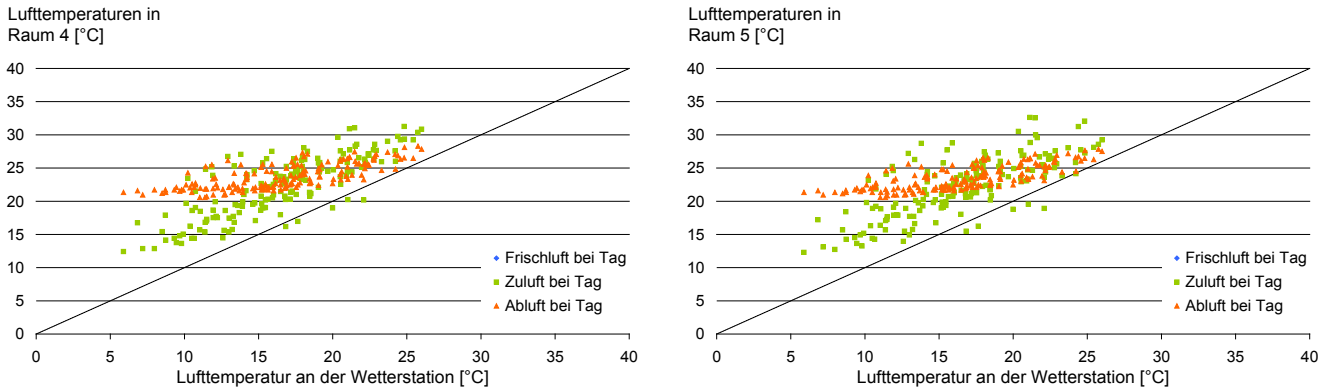 Lufttemperaturen in
Raum 4 [°C]
40
35
30
25
20
15
10
5
0
0 5 10 15 20 25 30 35 40
Lufttemperatur an der Wetterstation [°C]
Frischluft bei Tag
Zuluft bei Tag
Abluft bei Tag
Lufttemperaturen in
Raum 5 [°C]
40
35
30
25
20
15
10
5
0
0 5 10 15 20 25 30 35 40
Lufttemperatur an der Wetterstation [°C]
Frischluft bei Tag
Zuluft bei Tag
Abluft bei Tag